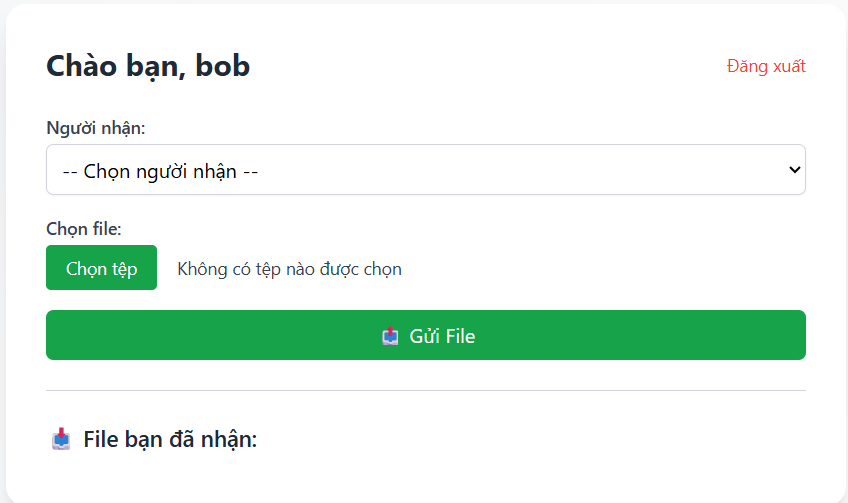 Chào bạn, bob
Đăng xuất
Người nhận:
-- Chọn người nhận --
Chọn file:
Chọn tệp
Không có tệp nào được chọn
📥 Gửi File
📥 File bạn đã nhận: